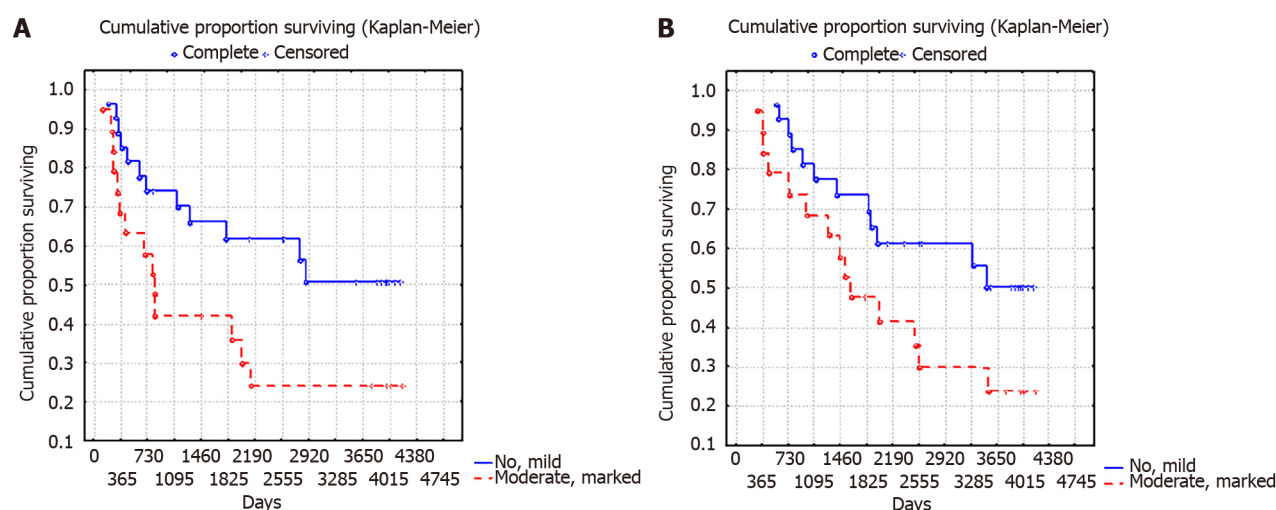 A
Cumulative proportion surviving (Kaplan-Meier)
Complete Censored
Cumulative proportion surviving
1.0
0.9
0.8
0.7
0.6
0.5
0.4
0.3
0.2
0.1
0 730 1460 2190 2920 3650 4380
365 1095 1825 2555 3285 4015 4745
Days
No, mild
Moderate, marked
B
Cumulative proportion surviving (Kaplan-Meier)
Complete Censored
Cumulative proportion surviving
1.0
0.9
0.8
0.7
0.6
0.5
0.4
0.3
0.2
0.1
0 730 1460 2190 2920 3650 4380
365 1095 1825 2555 3285 4015 4745
Days
No, mild
Moderate, marked